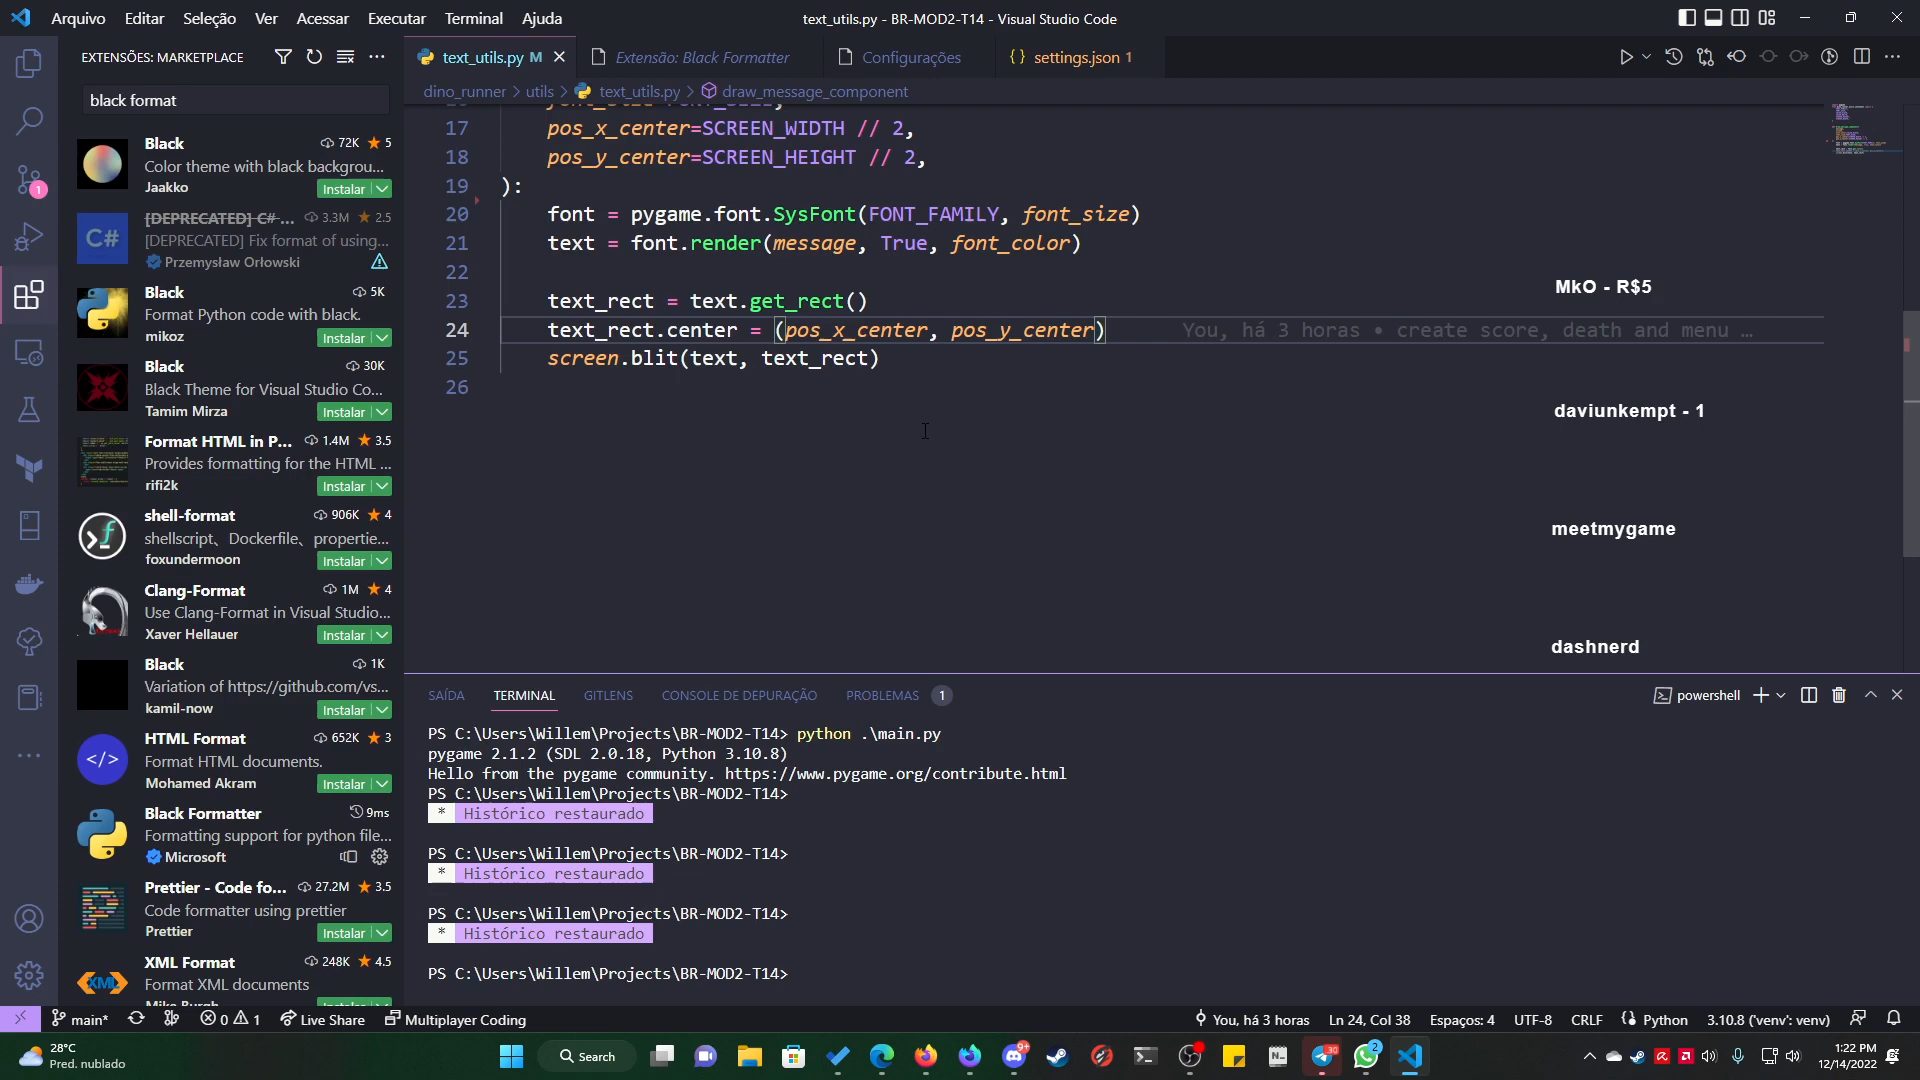 Arquivo Editar Seleção Ver Acessar Executar Terminal Ajuda
text_utils.py - BR-MOD2-T14 - Visual Studio Code
EXTENSÕES: MARKETPLACE
black format
Black 72K 5
Color theme with black backgrou...
Jaakko Instalar
[DEPRECATED] C# ... 3.3M 2.5
[DEPRECATED] Fix format of using...
Przemysław Orłowski
C#
Black 5K
Format Python code with black.
mikoz Instalar
Black 30K
Black Theme for Visual Studio Co...
Tamim Mirza Instalar
Format HTML in P... 1.4M 3.5
Provides formatting for the HTML ...
rifi2k Instalar
shell-format 906K 4
shellscript、Dockerfile、propertie...
foxundermoon Instalar
Clang-Format 1M 4
Use Clang-Format in Visual Studio...
Xaver Hellauer Instalar
Black 1K
Variation of https://github.com/vs...
kamil-now Instalar
HTML Format 652K 3
Format HTML documents.
Mohamed Akram Instalar
</>
Black Formatter 9ms
Formatting support for python file...
Microsoft
Prettier - Code fo... 27.2M 3.5
Code formatter using prettier
Prettier Instalar
XML Format 248K 4.5
Format XML documents
XML
Mike Burgh Instalar
text_utils.py M
Extensão: Black Formatter
Configurações
{} settings.json 1
dino_runner > utils > text_utils.py > draw_message_component
17 pos_x_center=SCREEN_WIDTH // 2,
18 pos_y_center=SCREEN_HEIGHT // 2,
19 ):
20 font = pygame.font.SysFont(FONT_FAMILY, font_size)
21 text = font.render(message, True, font_color)
22
23 text_rect = text.get_rect()
24 text_rect.center = (pos_x_center, pos_y_center) You, há 3 horas • create score, death and menu …
25 screen.blit(text, text_rect)
26
MkO - R$5
daviunkempt - 1
meetmygame
dashnerd
SAÍDA TERMINAL GITLENS CONSOLE DE DEPURAÇÃO PROBLEMAS 1
powershell
PS C:\Users\Willem\Projects\BR-MOD2-T14> python .\main.py
pygame 2.1.2 (SDL 2.0.18, Python 3.10.8)
Hello from the pygame community. https://www.pygame.org/contribute.html
PS C:\Users\Willem\Projects\BR-MOD2-T14>
* Histórico restaurado
PS C:\Users\Willem\Projects\BR-MOD2-T14>
* Histórico restaurado
PS C:\Users\Willem\Projects\BR-MOD2-T14>
* Histórico restaurado
PS C:\Users\Willem\Projects\BR-MOD2-T14>
1
main* 0 1 Live Share Multiplayer Coding
You, há 3 horas Ln 24, Col 38 Espaços: 4 UTF-8 CRLF Python 3.10.8 ('venv': venv)
28°C
Pred. nublado
Search
9+
30
2
1:22 PM
12/14/2022